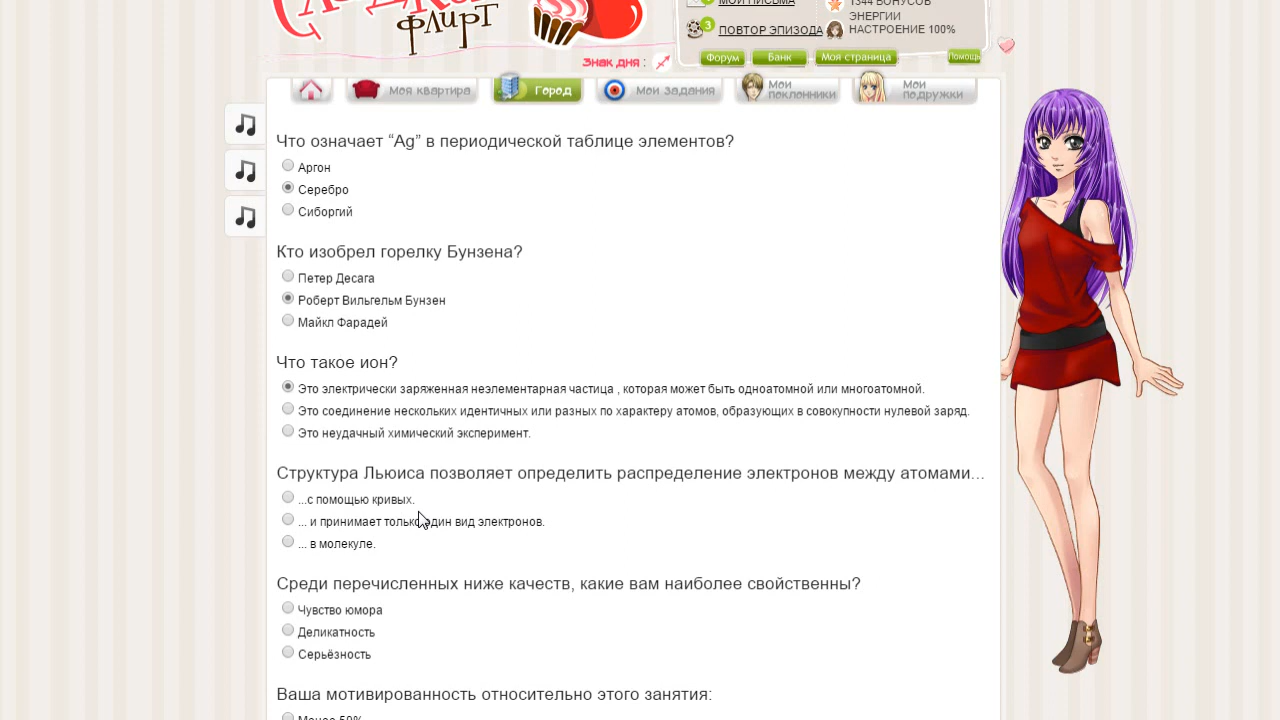 флирт
МОИ ПИСЬМА
1344 БОНУСОВ
ЭНЕРГИИ
3
ПОВТОР ЭПИЗОДА
НАСТРОЕНИЕ 100%
Знак дня :
Форум
Банк
Моя страница
Помощь
Моя квартира
Город
Мои задания
Мои
поклонники
Мои
подружки
Что означает “Ag” в периодической таблице элементов?
Аргон
Серебро
Сиборгий
Кто изобрел горелку Бунзена?
Петер Десага
Роберт Вильгельм Бунзен
Майкл Фарадей
Что такое ион?
Это электрически заряженная неэлементарная частица , которая может быть одноатомной или многоатомной.
Это соединение нескольких идентичных или разных по характеру атомов, образующих в совокупности нулевой заряд.
Это неудачный химический эксперимент.
Структура Льюиса позволяет определить распределение электронов между атомами...
...с помощью кривых.
... и принимает только один вид электронов.
... в молекуле.
Среди перечисленных ниже качеств, какие вам наиболее свойственны?
Чувство юмора
Деликатность
Серьёзность
Ваша мотивированность относительно этого занятия:
Менее 50%